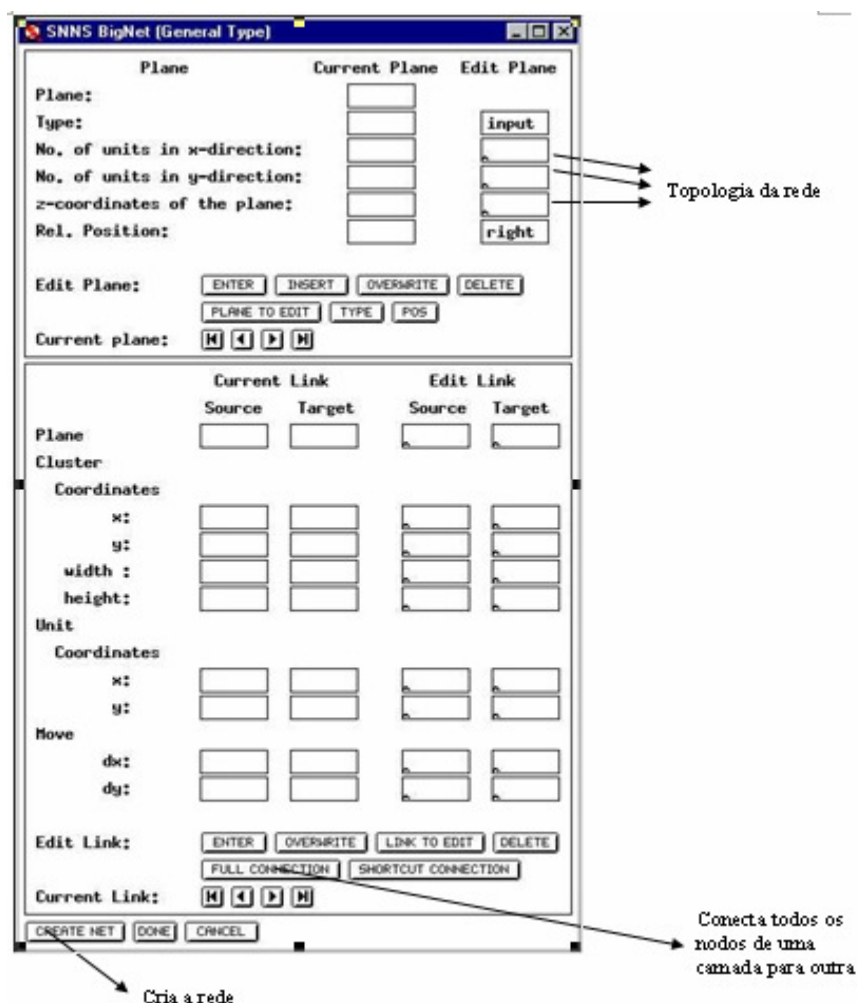 SNNS BigNet (General Type)
Plane Current Plane Edit Plane
Plane:
Type: input
No. of units in x-direction:
No. of units in y-direction:
z-coordinates of the plane:
Topologia da rede
Rel. Position: right
Edit Plane: ENTER INSERT OVERWRITE DELETE
PLANE TO EDIT TYPE POS
Current plane:
Current Link Edit Link
Source Target Source Target
Plane
Cluster
Coordinates
x:
y:
width :
height:
Unit
Coordinates
x:
y:
Move
dx:
dy:
Edit Link: ENTER OVERWRITE LINK TO EDIT DELETE
FULL CONNECTION SHORTCUT CONNECTION
Current Link:
CREATE NET DONE CANCEL
Conecta todos os
nodos de uma
camada para outra
Cria a rede